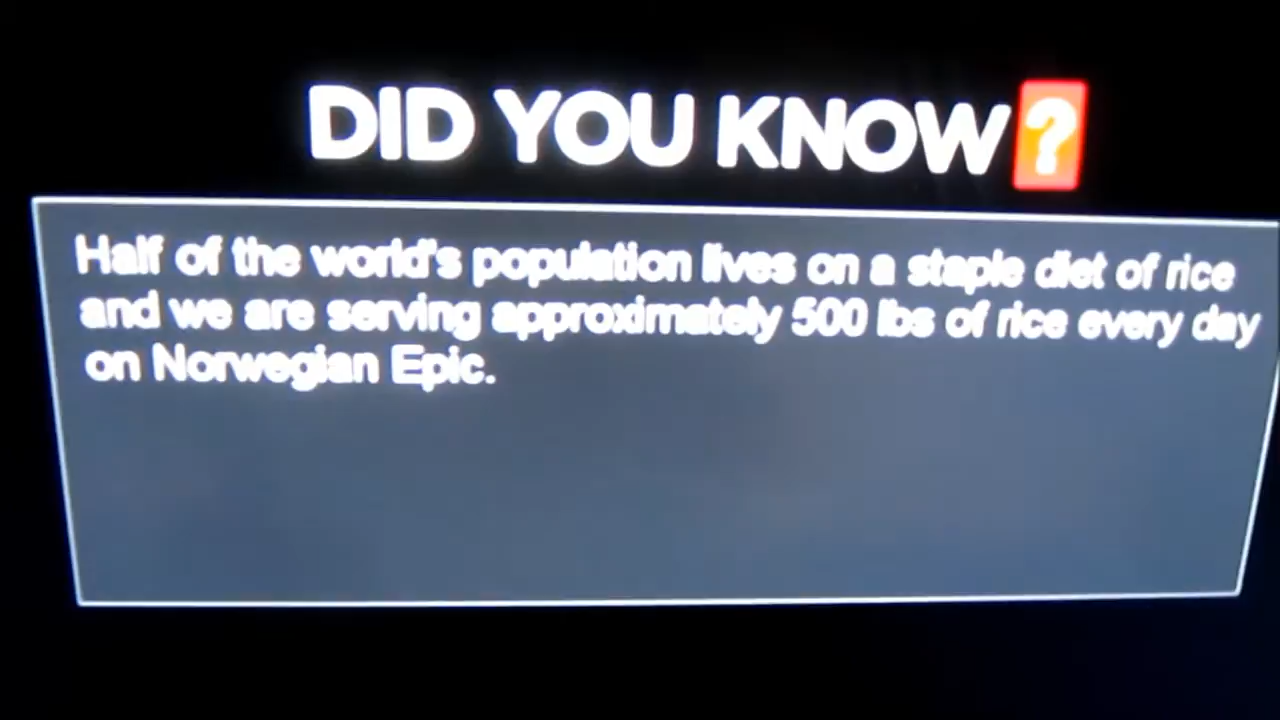 DID YOU KNOW?
Half of the world's population lives on a staple diet of rice
and we are serving approximately 500 lbs of rice every day
on Norwegian Epic.